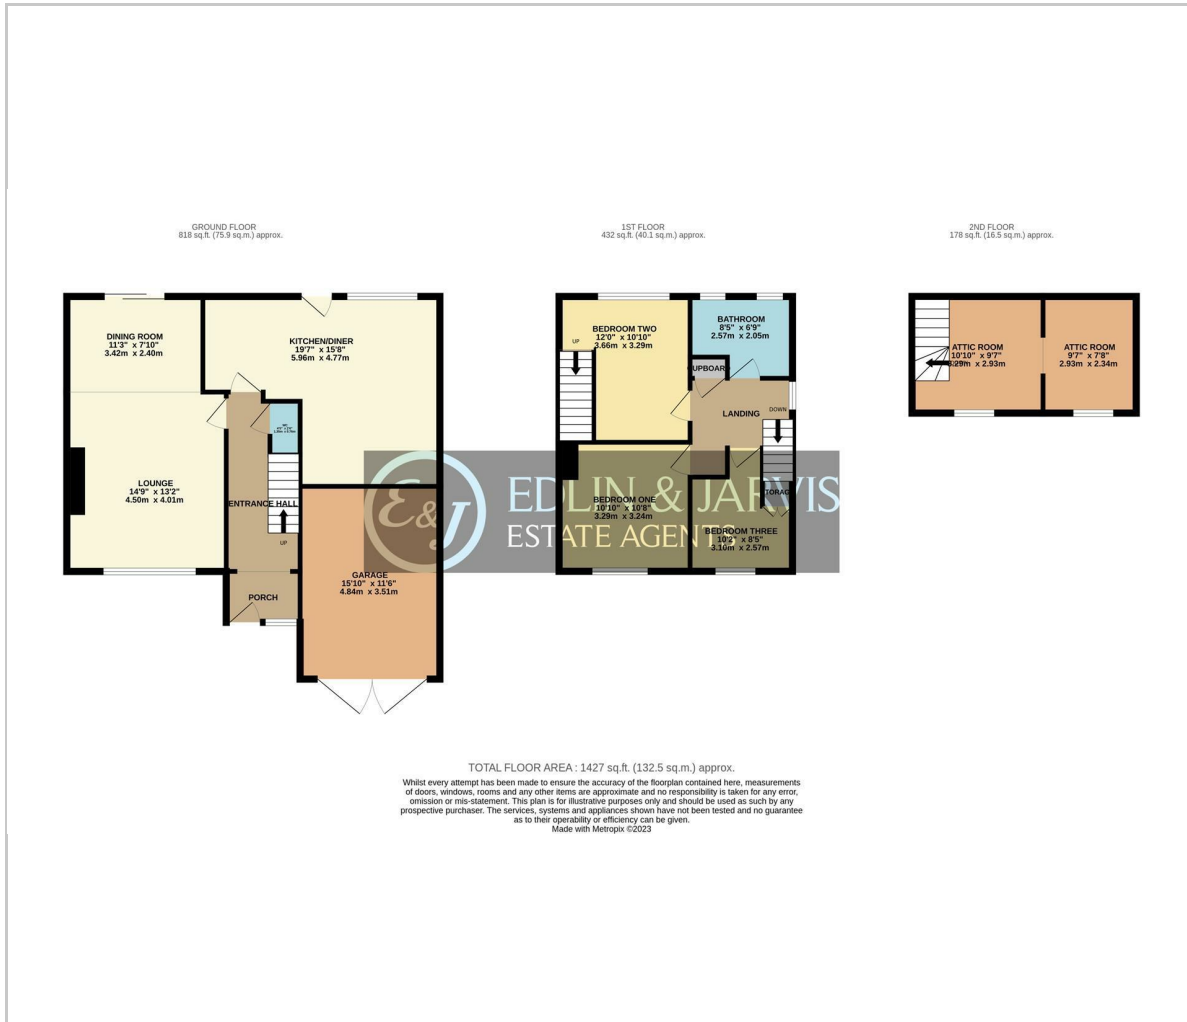 GROUND FLOOR
818 sq.ft. (75.9 sq.m.) approx.
1ST FLOOR
432 sq.ft. (40.1 sq.m.) approx.
2ND FLOOR
178 sq.ft. (16.5 sq.m.) approx.
DINING ROOM
11'3" x 7'10"
3.42m x 2.40m
KITCHEN/DINER
19'7" x 15'8"
5.96m x 4.77m
LOUNGE
14'9" x 13'2"
4.50m x 4.01m
ENTRANCE HALL
UP
PORCH
GARAGE
15'10" x 11'6"
4.84m x 3.51m
BEDROOM TWO
12'0" x 10'10"
3.66m x 3.29m
UP
BATHROOM
8'5" x 6'9"
2.57m x 2.05m
CUPBOARD
LANDING
DOWN
BEDROOM ONE
10'10" x 10'8"
3.29m x 3.24m
STORAGE
BEDROOM THREE
10'2" x 8'5"
3.10m x 2.57m
ATTIC ROOM
10'10" x 9'7"
3.29m x 2.93m
ATTIC ROOM
9'7" x 7'8"
2.93m x 2.34m
E&J
EDLIN & JARVIS
ESTATE AGENTS
TOTAL FLOOR AREA : 1427 sq.ft. (132.5 sq.m.) approx.
Whilst every attempt has been made to ensure the accuracy of the floorplan contained here, measurements
of doors, windows, rooms and any other items are approximate and no responsibility is taken for any error,
omission or mis-statement. This plan is for illustrative purposes only and should be used as such by any
prospective purchaser. The services, systems and appliances shown have not been tested and no guarantee
as to their operability or efficiency can be given.
Made with Metropix ©2023